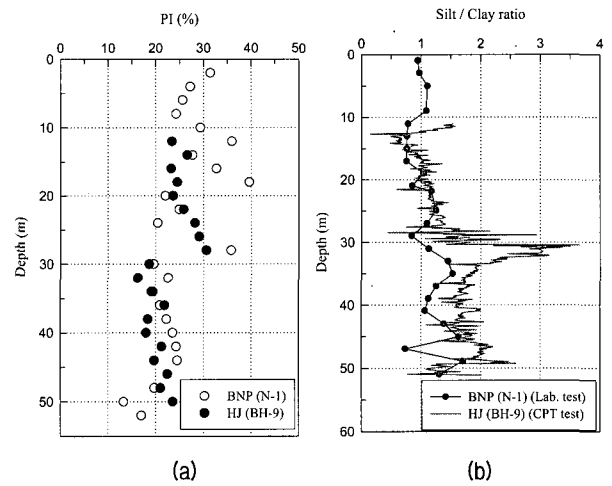 PI (%)
0 10 20 30 40 50
0
10
20
30
40
50
Depth (m)
BNP (N-1)
HJ (BH-9)
(a)
Silt / Clay ratio
0 1 2 3 4
0
10
20
30
40
50
60
Depth (m)
BNP (N-1) (Lab. test)
HJ (BH-9) (CPT test)
(b)